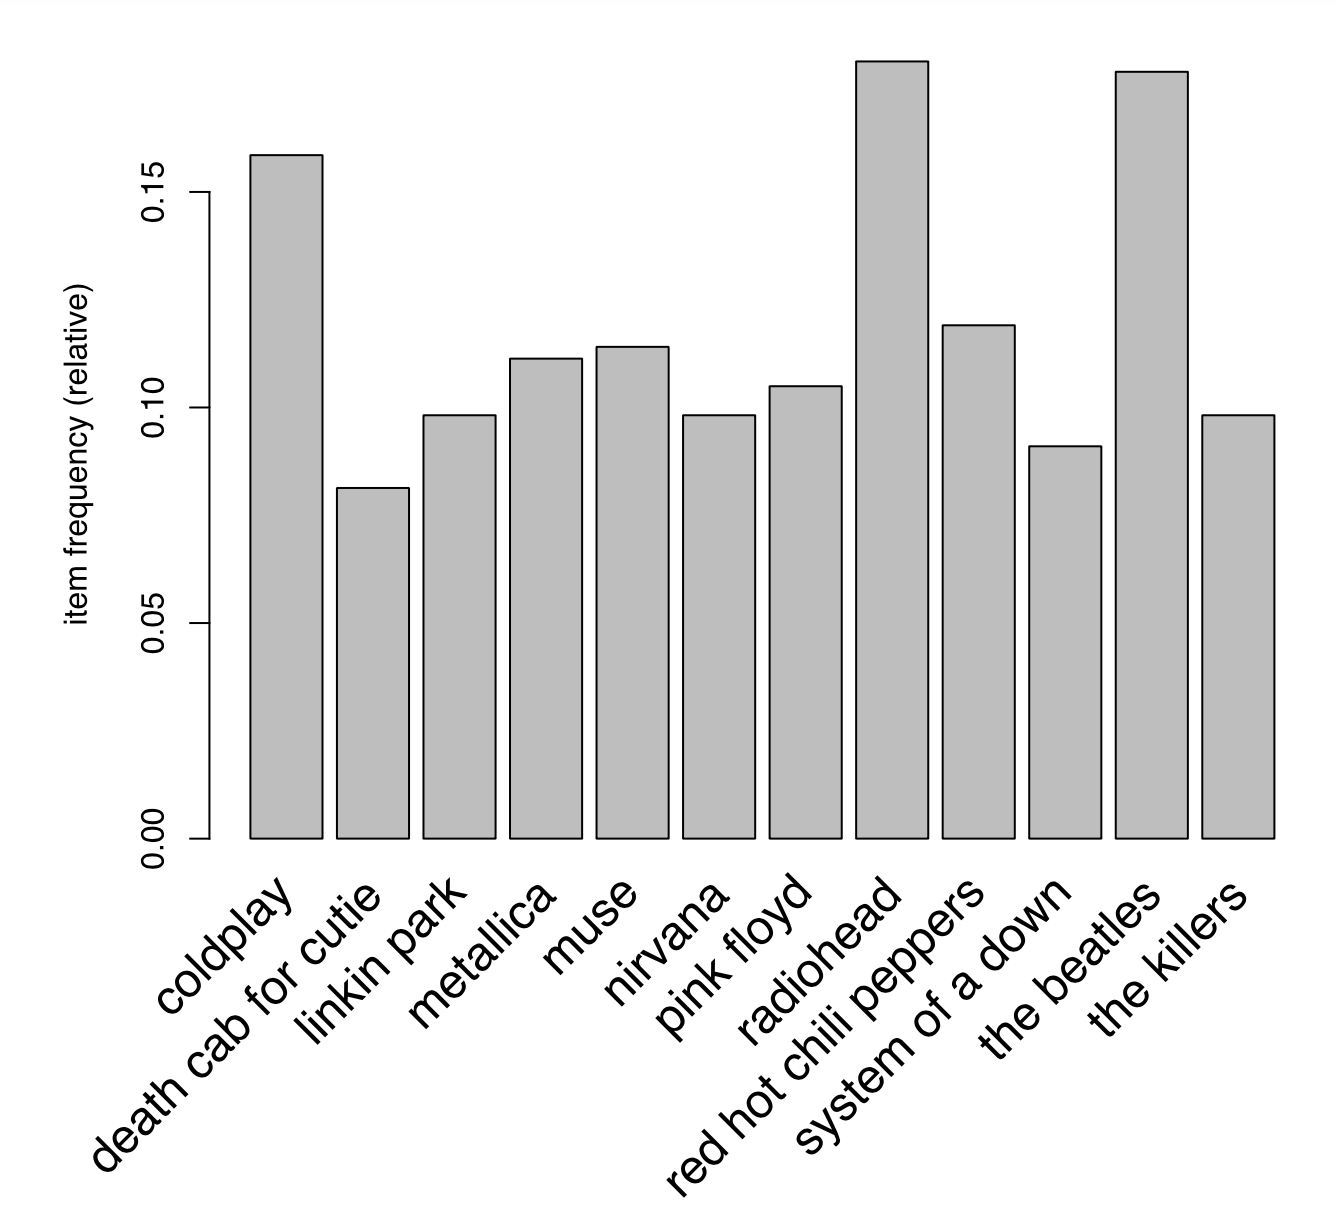 item frequency (relative)
0.15
0.10
0.05
0.00
coldplay
death cab for cutie
linkin park
metallica
muse
nirvana
pink floyd
radiohead
red hot chili peppers
system of a down
the beatles
the killers